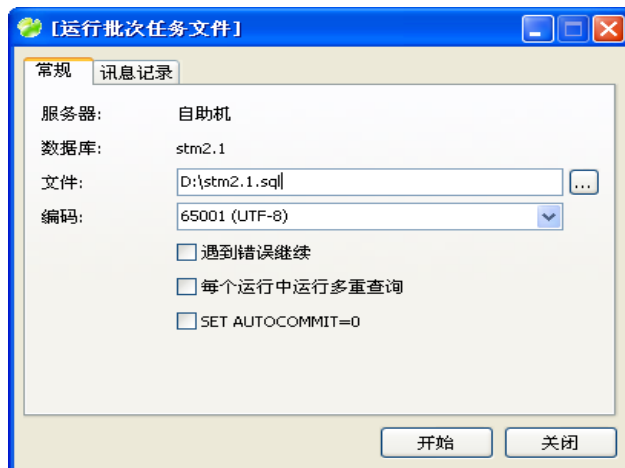 [运行批次任务文件]
常规 讯息记录
服务器: 自助机
数据库: stm2.1
文件: D:\stm2.1.sql ...
编码: 65001 (UTF-8)
遇到错误继续
每个运行中运行多重查询
SET AUTOCOMMIT=0
开始 关闭